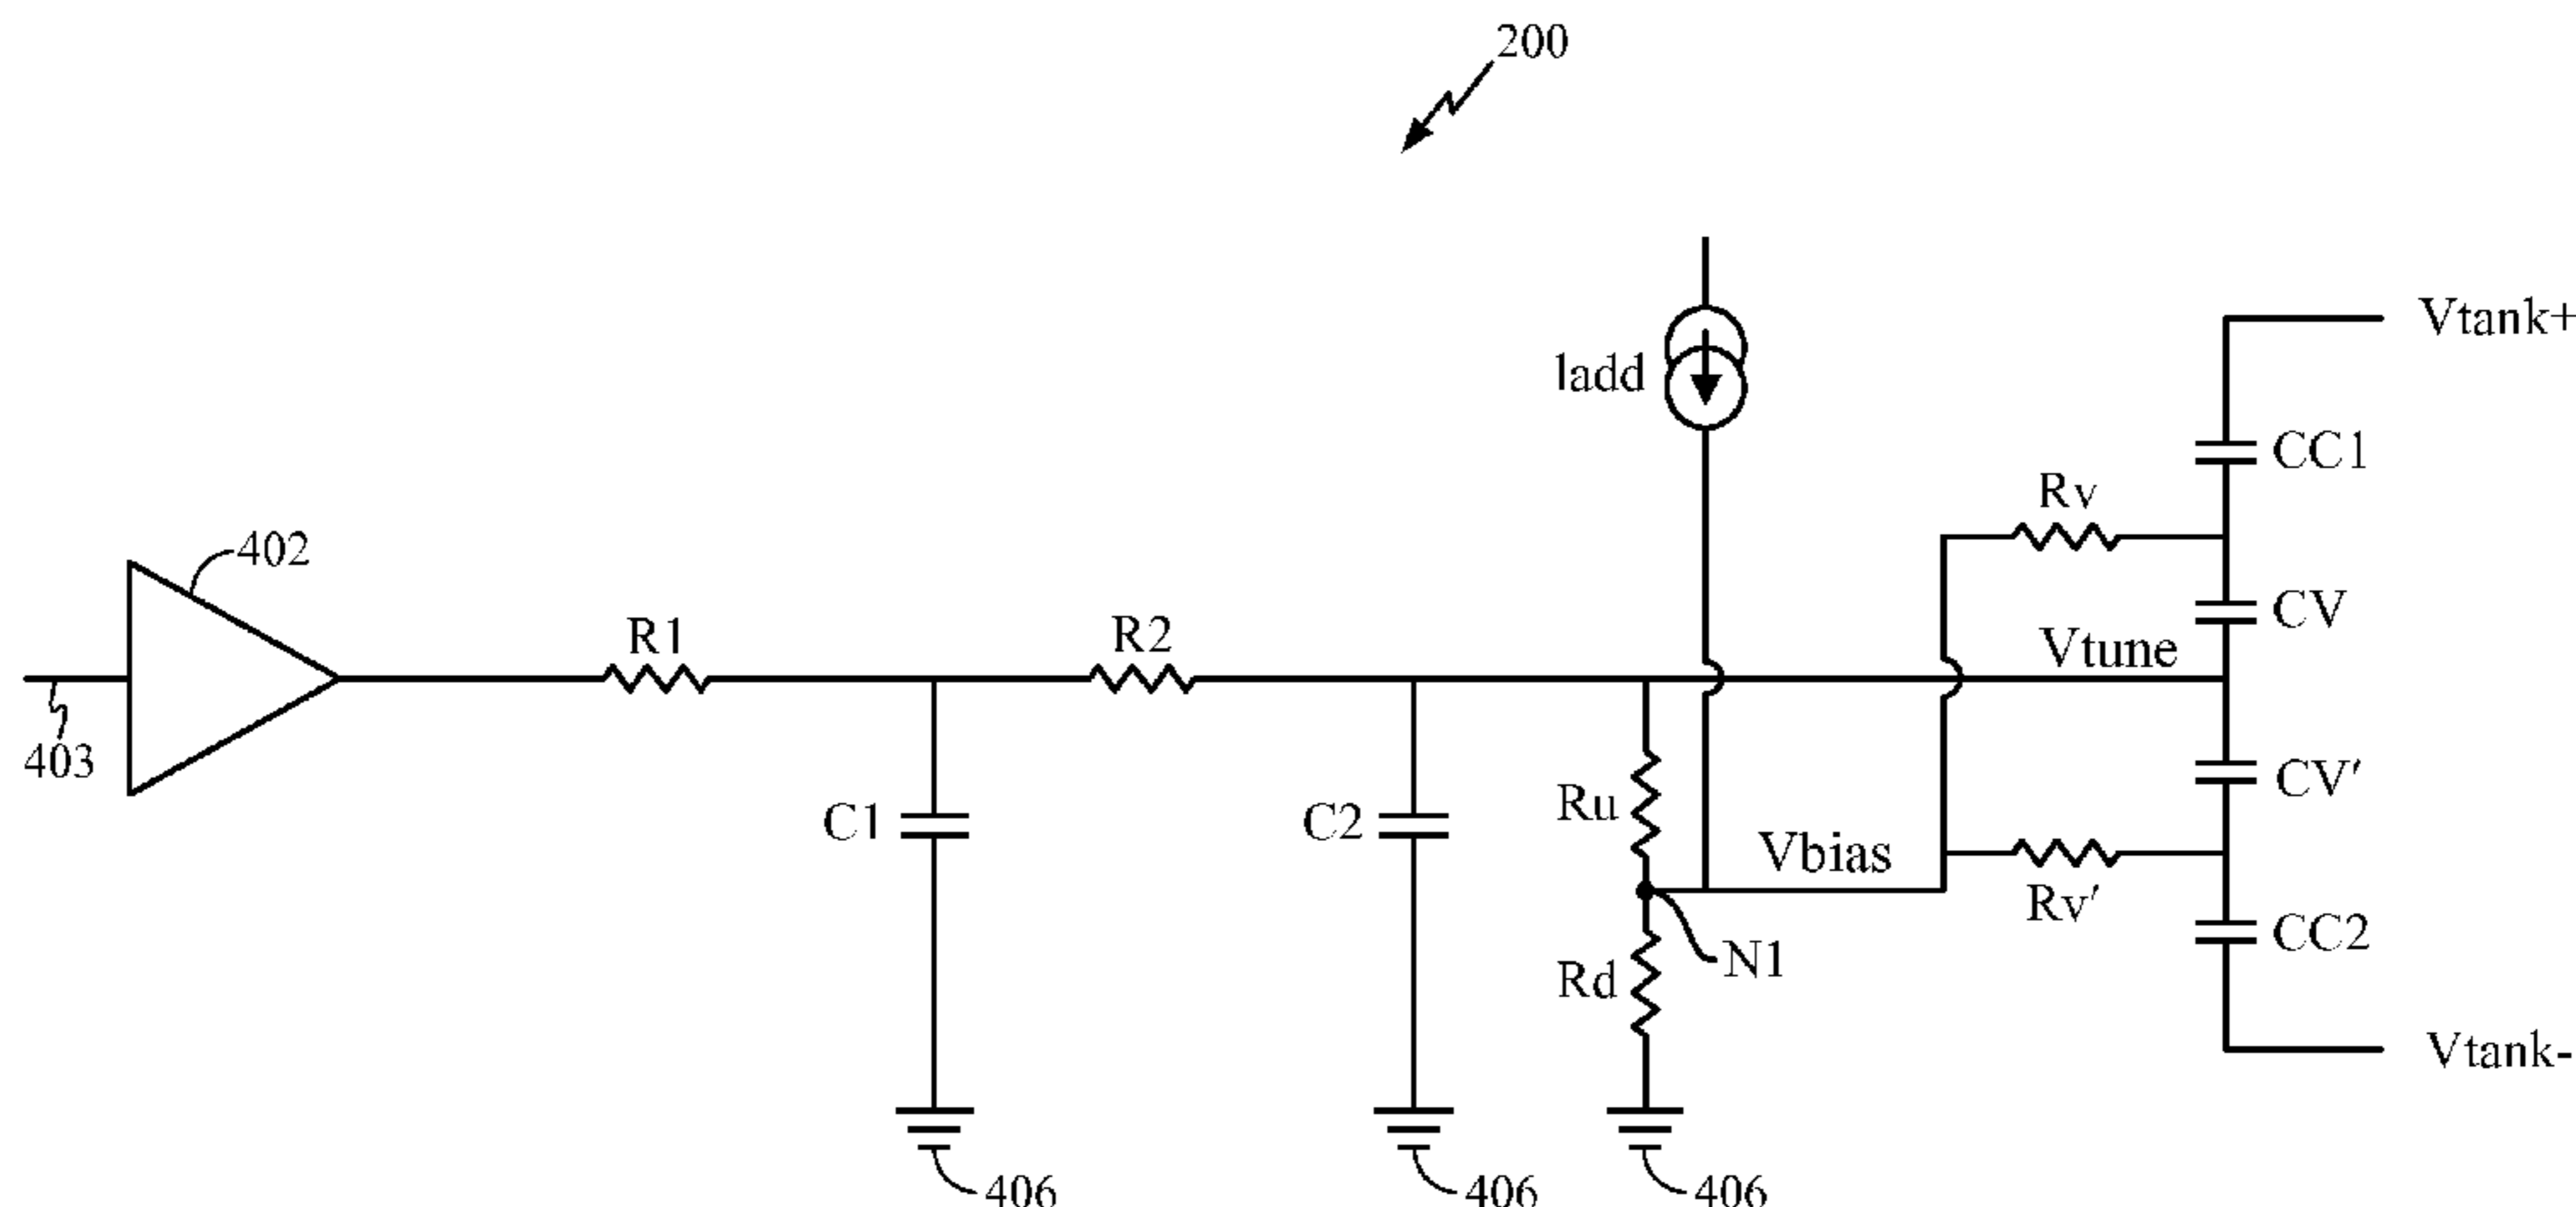 200
Vtank+
Iadd
CC1
Rv
402
CV
R1
R2
Vtune
403
CV'
Ru
C1
C2
Vbias
Rv'
CC2
N1
Rd
Vtank-
406
406
406